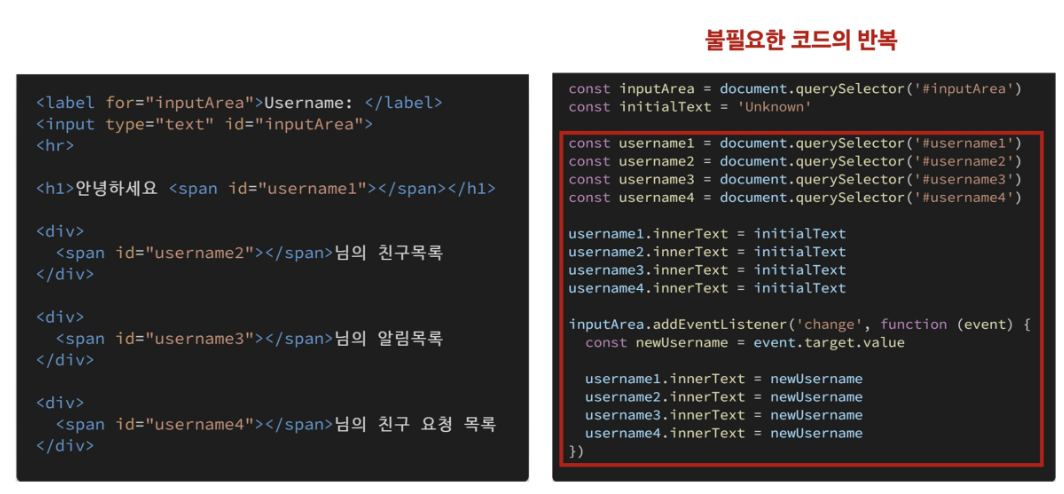 불필요한 코드의 반복
<label for="inputArea">Username: </label>
<input type="text" id="inputArea">
<hr>
<h1>안녕하세요 <span id="username1"></span></h1>
<div>
<span id="username2"></span>님의 친구목록
</div>
<div>
<span id="username3"></span>님의 알림목록
</div>
<div>
<span id="username4"></span>님의 친구 요청 목록
</div>
const inputArea = document.querySelector('#inputArea')
const initialText = 'Unknown'
const username1 = document.querySelector('#username1')
const username2 = document.querySelector('#username2')
const username3 = document.querySelector('#username3')
const username4 = document.querySelector('#username4')
username1.innerText = initialText
username2.innerText = initialText
username3.innerText = initialText
username4.innerText = initialText
inputArea.addEventListener('change', function (event) {
const newUsername = event.target.value
username1.innerText = newUsername
username2.innerText = newUsername
username3.innerText = newUsername
username4.innerText = newUsername
})